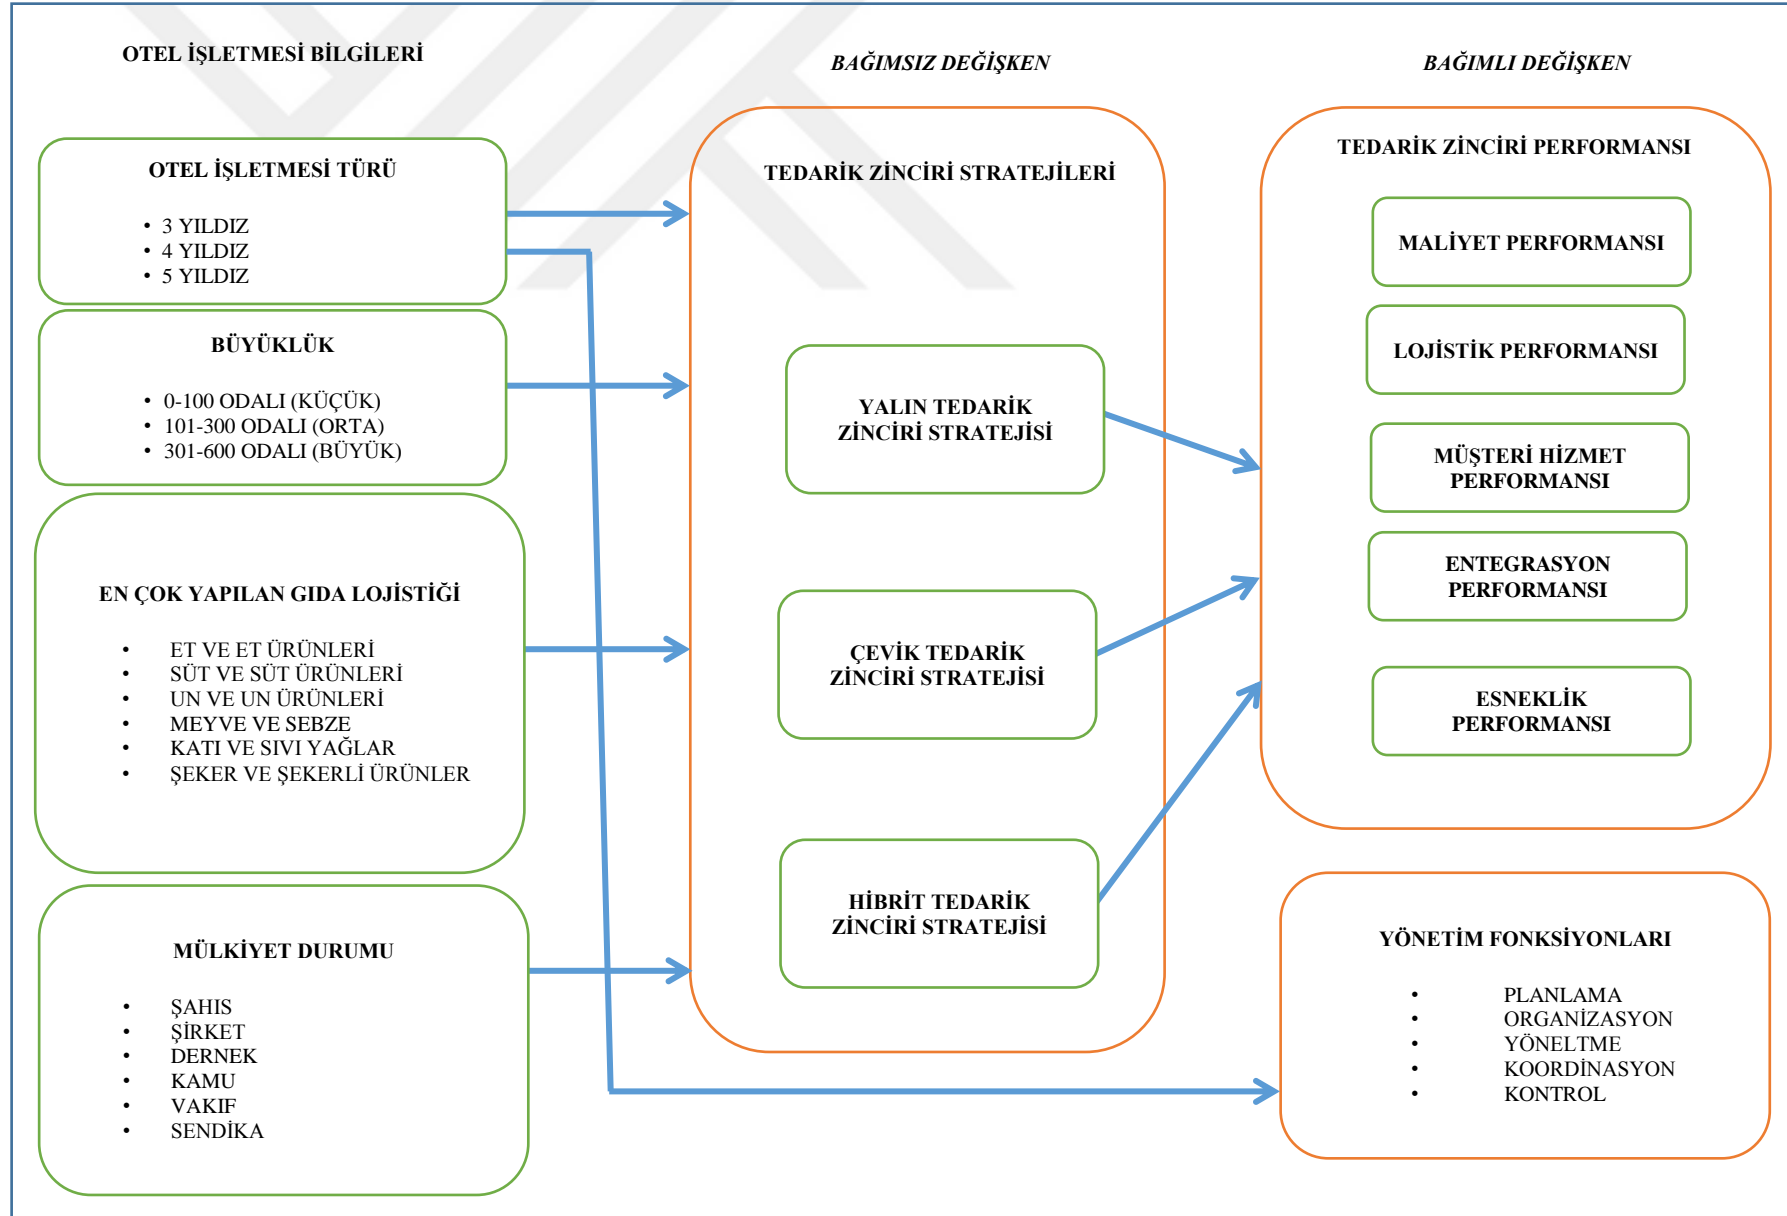 OTEL İŞLETMESİ BİLGİLERİ
OTEL İŞLETMESİ TÜRÜ
• 3 YILDIZ
• 4 YILDIZ
• 5 YILDIZ
BÜYÜKLÜK
• 0-100 ODALI (KÜÇÜK)
• 101-300 ODALI (ORTA)
• 301-600 ODALI (BÜYÜK)
EN ÇOK YAPILAN GIDA LOJİSTİĞİ
• ET VE ET ÜRÜNLERİ
• SÜT VE SÜT ÜRÜNLERİ
• UN VE UN ÜRÜNLERİ
• MEYVE VE SEBZE
• KATI VE SIVI YAĞLAR
• ŞEKER VE ŞEKERLİ ÜRÜNLER
MÜLKİYET DURUMU
• ŞAHIS
• ŞİRKET
• DERNEK
• KAMU
• VAKIF
• SENDİKA
BAĞIMSIZ DEĞİŞKEN
TEDARİK ZİNCİRİ STRATEJİLERİ
YALIN TEDARİK
ZİNCİRİ STRATEJİSİ
ÇEVİK TEDARİK
ZİNCİRİ STRATEJİSİ
HİBRİT TEDARİK
ZİNCİRİ STRATEJİSİ
BAĞIMLI DEĞİŞKEN
TEDARİK ZİNCİRİ PERFORMANSI
MALİYET PERFORMANSI
LOJİSTİK PERFORMANSI
MÜŞTERİ HİZMET
PERFORMANSI
ENTEGRASYON
PERFORMANSI
ESNEKLİK
PERFORMANSI
YÖNETİM FONKSİYONLARI
• PLANLAMA
• ORGANİZASYON
• YÖNELTME
• KOORDİNASYON
• KONTROL